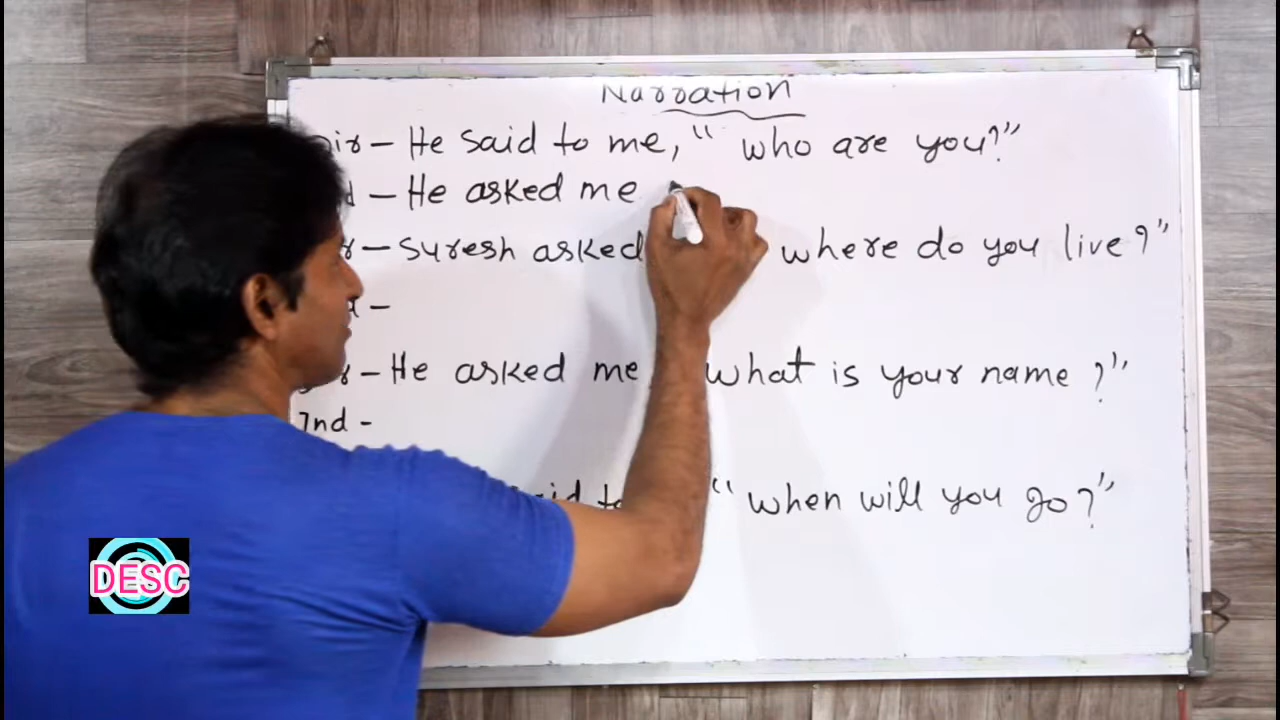 Narration
He said to me, “ who are you?”
– He asked me
– Suresh asked where do you live?”
–
– He asked me what is your name ?”
Ind -
“ when will you go?”
DESC